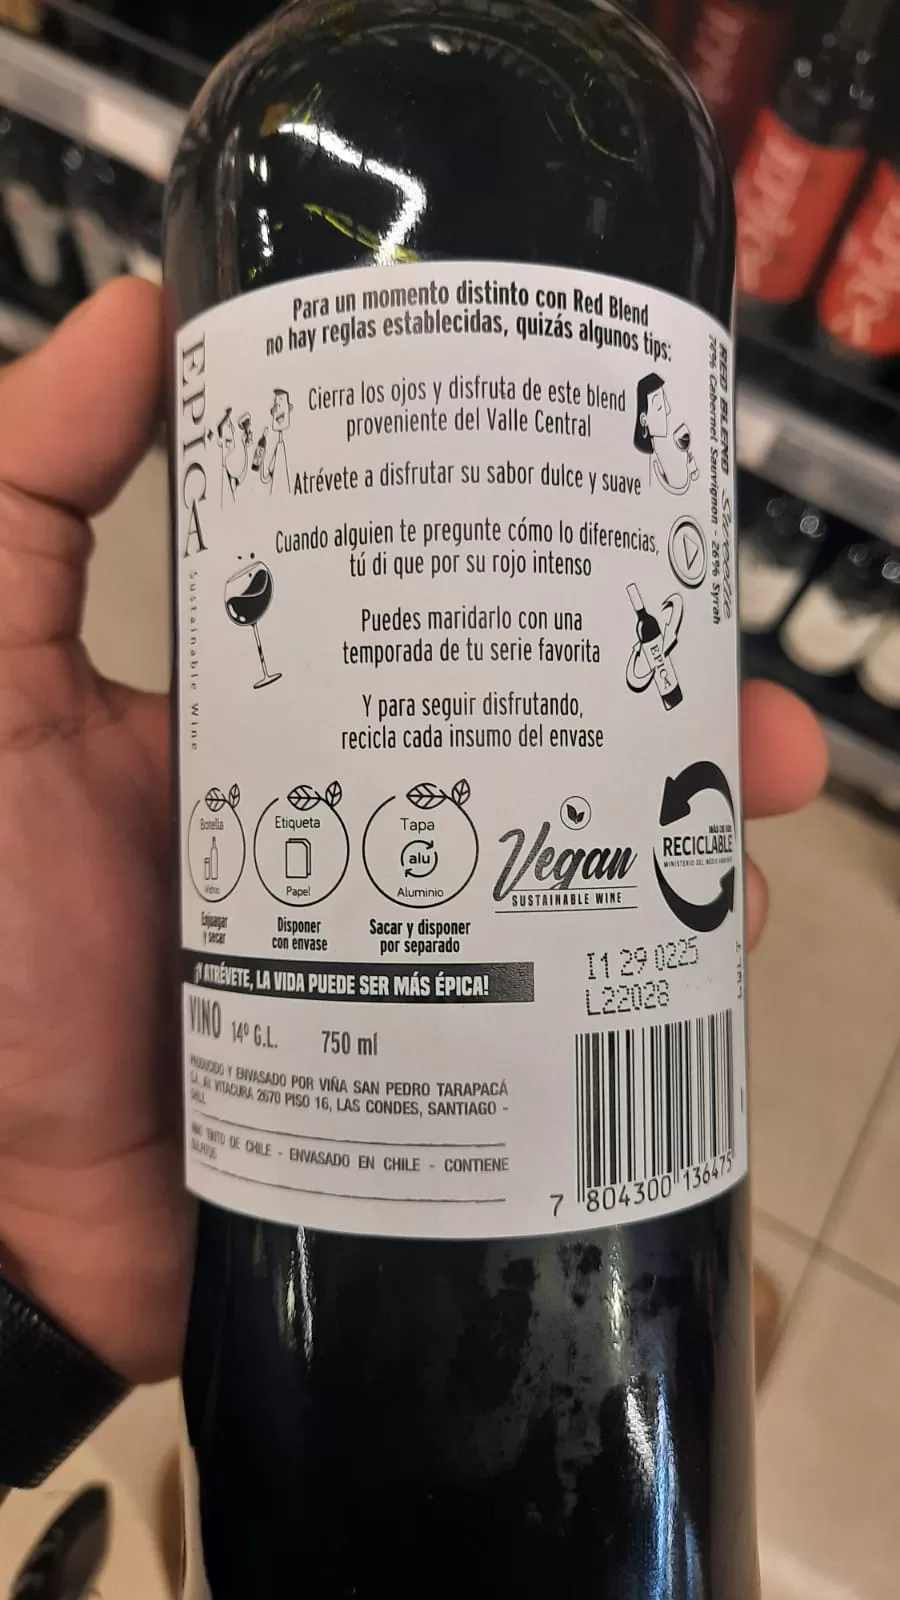 Para un momento distinto con Red Blend
no hay reglas establecidas, quizás algunos tips:
Cierra los ojos y disfruta de este blend
proveniente del Valle Central
Atrévete a disfrutar su sabor dulce y suave
Cuando alguien te pregunte cómo lo diferencias,
tú di que por su rojo intenso
Puedes maridarlo con una
temporada de tu serie favorita
EPICA
Y para seguir disfrutando,
recicla cada insumo del envase
EPICA Sustainable Wine
RED BLEND
Cabernet Sauvignon - 26% Syrah
Botella
Vidrio
Enjuagar
y secar
Etiqueta
Papel
Disponer
con envase
Tapa
alu
Aluminio
Sacar y disponer
por separado
Vegan
SUSTAINABLE WINE
RECICLABLE
¡Y ATRÉVETE, LA VIDA PUEDE SER MÁS ÉPICA!
I1 29 0225
L22028
VINO 14° G.L. 750 ml
PRODUCIDO Y ENVASADO POR VIÑA SAN PEDRO TARAPACÁ
S.A. AV. VITACURA 2670 PISO 16, LAS CONDES, SANTIAGO -
CHILE
VINO TINTO DE CHILE - ENVASADO EN CHILE - CONTIENE
SULFITOS
7 804300 136475